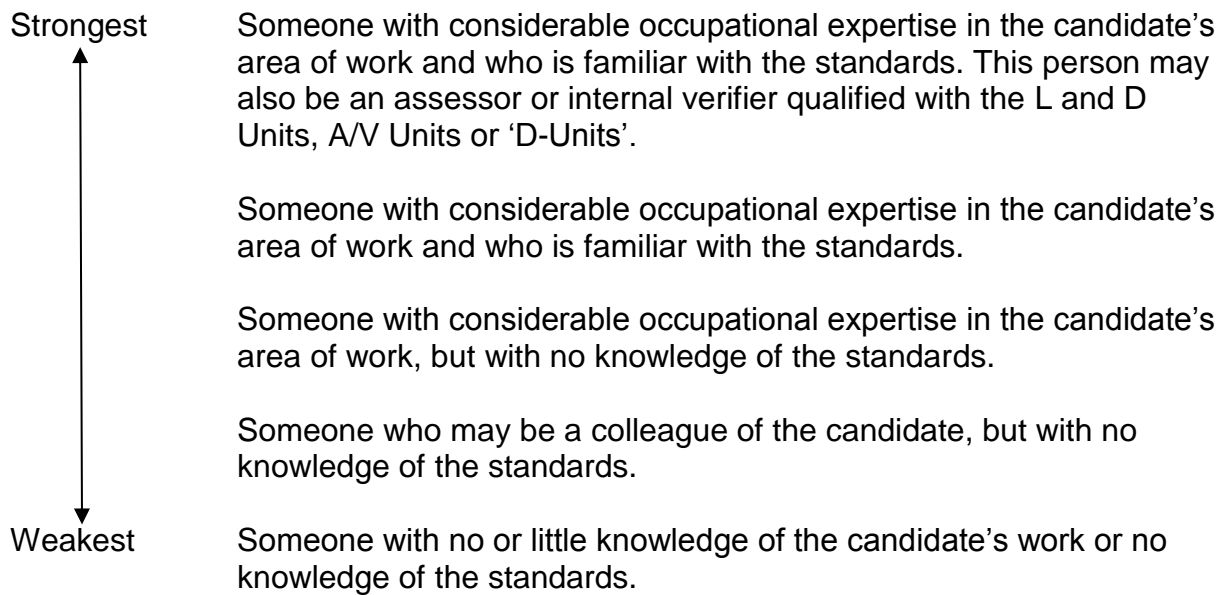 Strongest Someone with considerable occupational expertise in the candidate’s
area of work and who is familiar with the standards. This person may
also be an assessor or internal verifier qualified with the L and D
Units, A/V Units or ‘D-Units’.
Someone with considerable occupational expertise in the candidate’s
area of work and who is familiar with the standards.
Someone with considerable occupational expertise in the candidate’s
area of work, but with no knowledge of the standards.
Someone who may be a colleague of the candidate, but with no
knowledge of the standards.
Weakest Someone with no or little knowledge of the candidate’s work or no
knowledge of the standards.